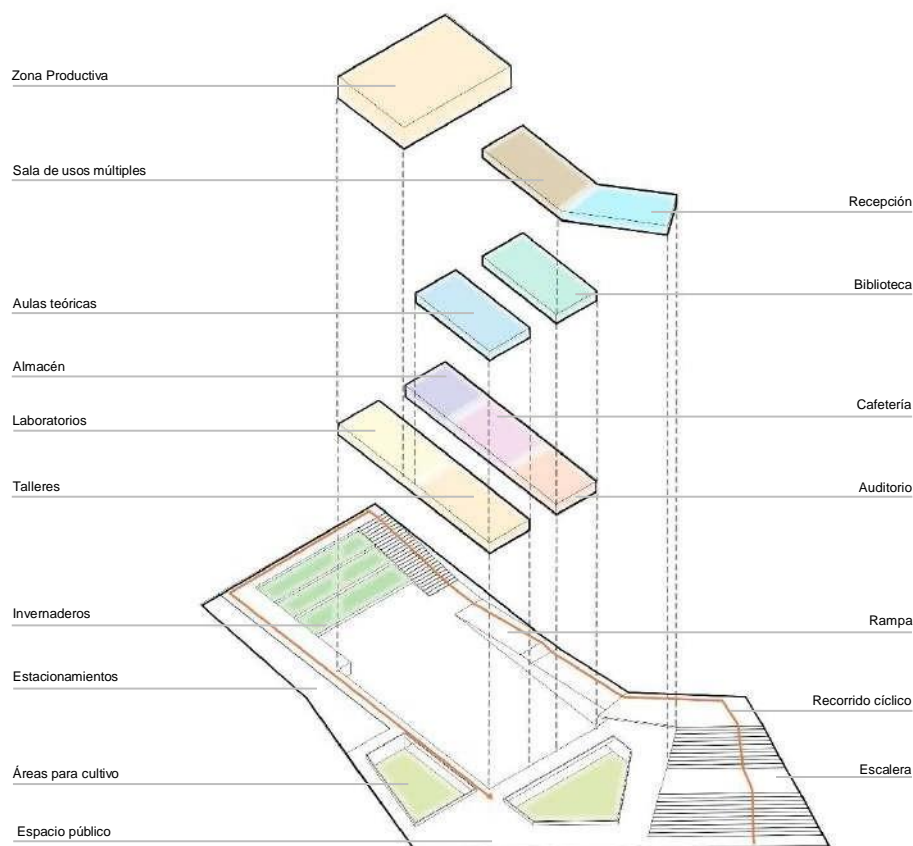 Zona Productiva
Sala de usos múltiples
Recepción
Biblioteca
Aulas teóricas
Almacén
Cafetería
Laboratorios
Talleres
Auditorio
Invernaderos
Rampa
Estacionamientos
Recorrido cíclico
Áreas para cultivo
Escalera
Espacio público